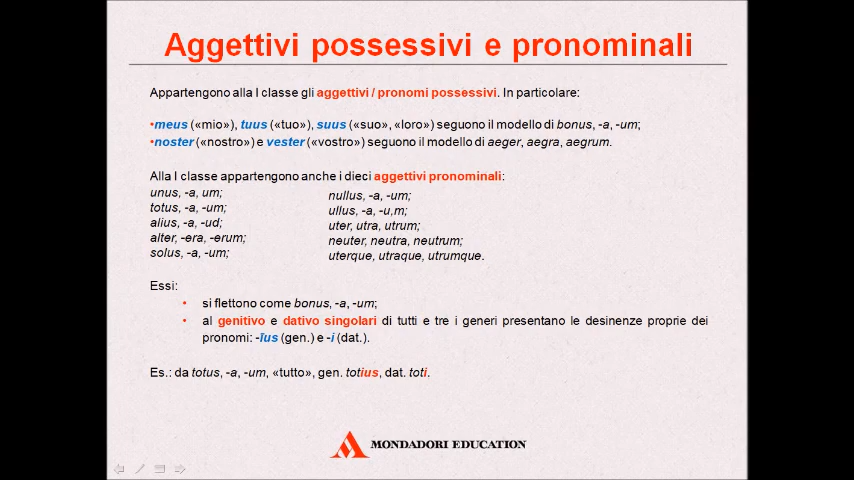 Aggettivi possessivi e pronominali
Appartengono alla I classe gli aggettivi / pronomi possessivi. In particolare:
•meus («mio»), tuus («tuo»), suus («suo», «loro») seguono il modello di bonus, -a, -um;
•noster («nostro») e vester («vostro») seguono il modello di aeger, aegra, aegrum.
Alla I classe appartengono anche i dieci aggettivi pronominali:
unus, -a, um;
totus, -a, -um;
alius, -a, -ud;
alter, -era, -erum;
solus, -a, -um;
nullus, -a, -um;
ullus, -a, -u,m;
uter, utra, utrum;
neuter, neutra, neutrum;
uterque, utraque, utrumque.
Essi:
• si flettono come bonus, -a, -um;
• al genitivo e dativo singolari di tutti e tre i generi presentano le desinenze proprie dei
pronomi: -īus (gen.) e -i (dat.).
Es.: da totus, -a, -um, «tutto», gen. totius, dat. toti.
MONDADORI EDUCATION